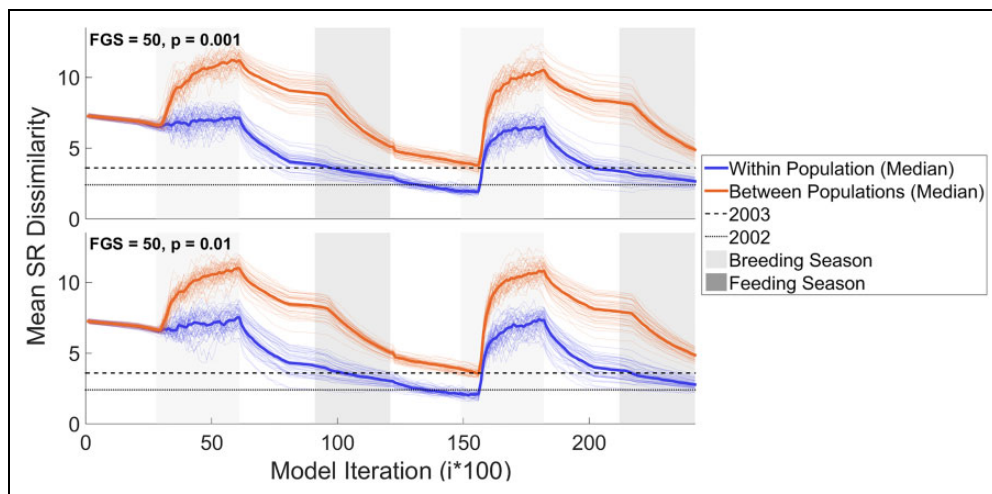 FGS = 50, p = 0.001
10
5
0
FGS = 50, p = 0.01
10
5
0
Mean SR Dissimilarity
0
50
100
150
200
Model Iteration (i*100)
Within Population (Median)
Between Populations (Median)
2003
2002
Breeding Season
Feeding Season